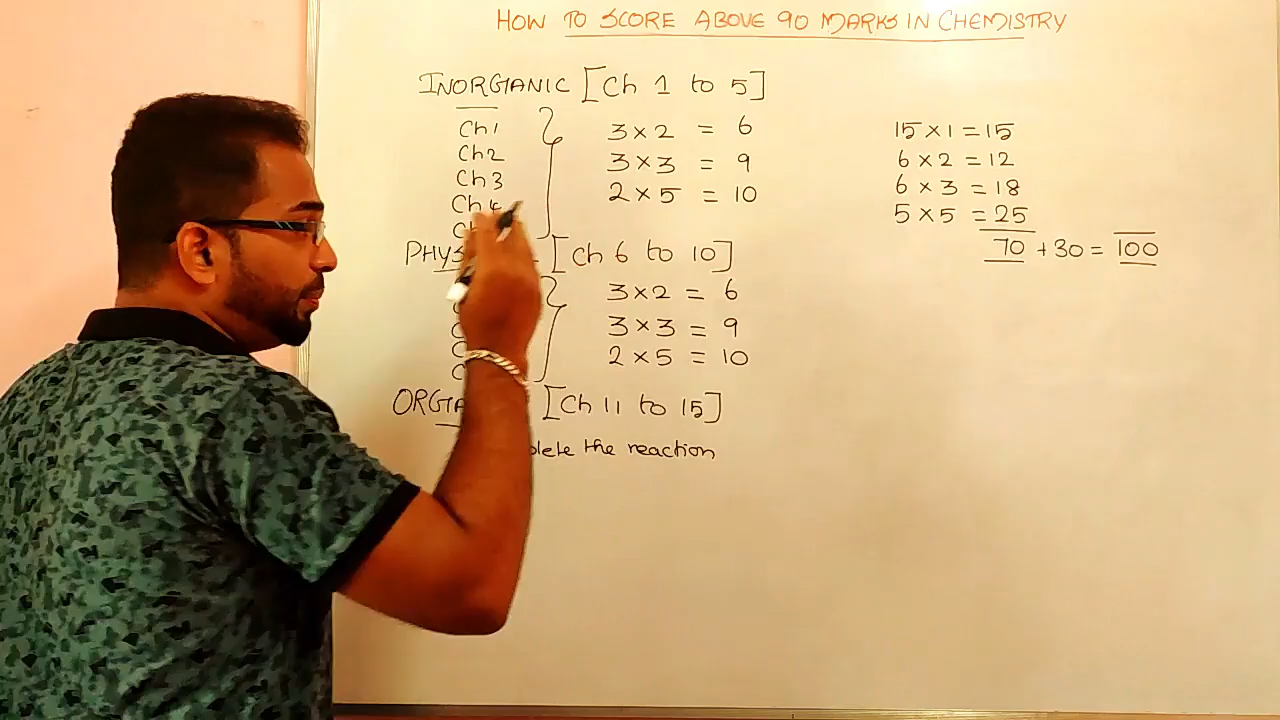 HOW TO SCORE ABOVE 90 MARKS IN CHEMISTRY
INORGANIC [Ch 1 to 5]
Ch1
3×2 = 6
Ch2
3×3 = 9
Ch3
2×5 = 10
Ch4
[Ch 6 to 10]
3×2 = 6
3×3 = 9
2×5 = 10
[Ch 11 to 15]
the reaction
15×1=15
6×2=12
6×3=18
5×5=25
70+30=100